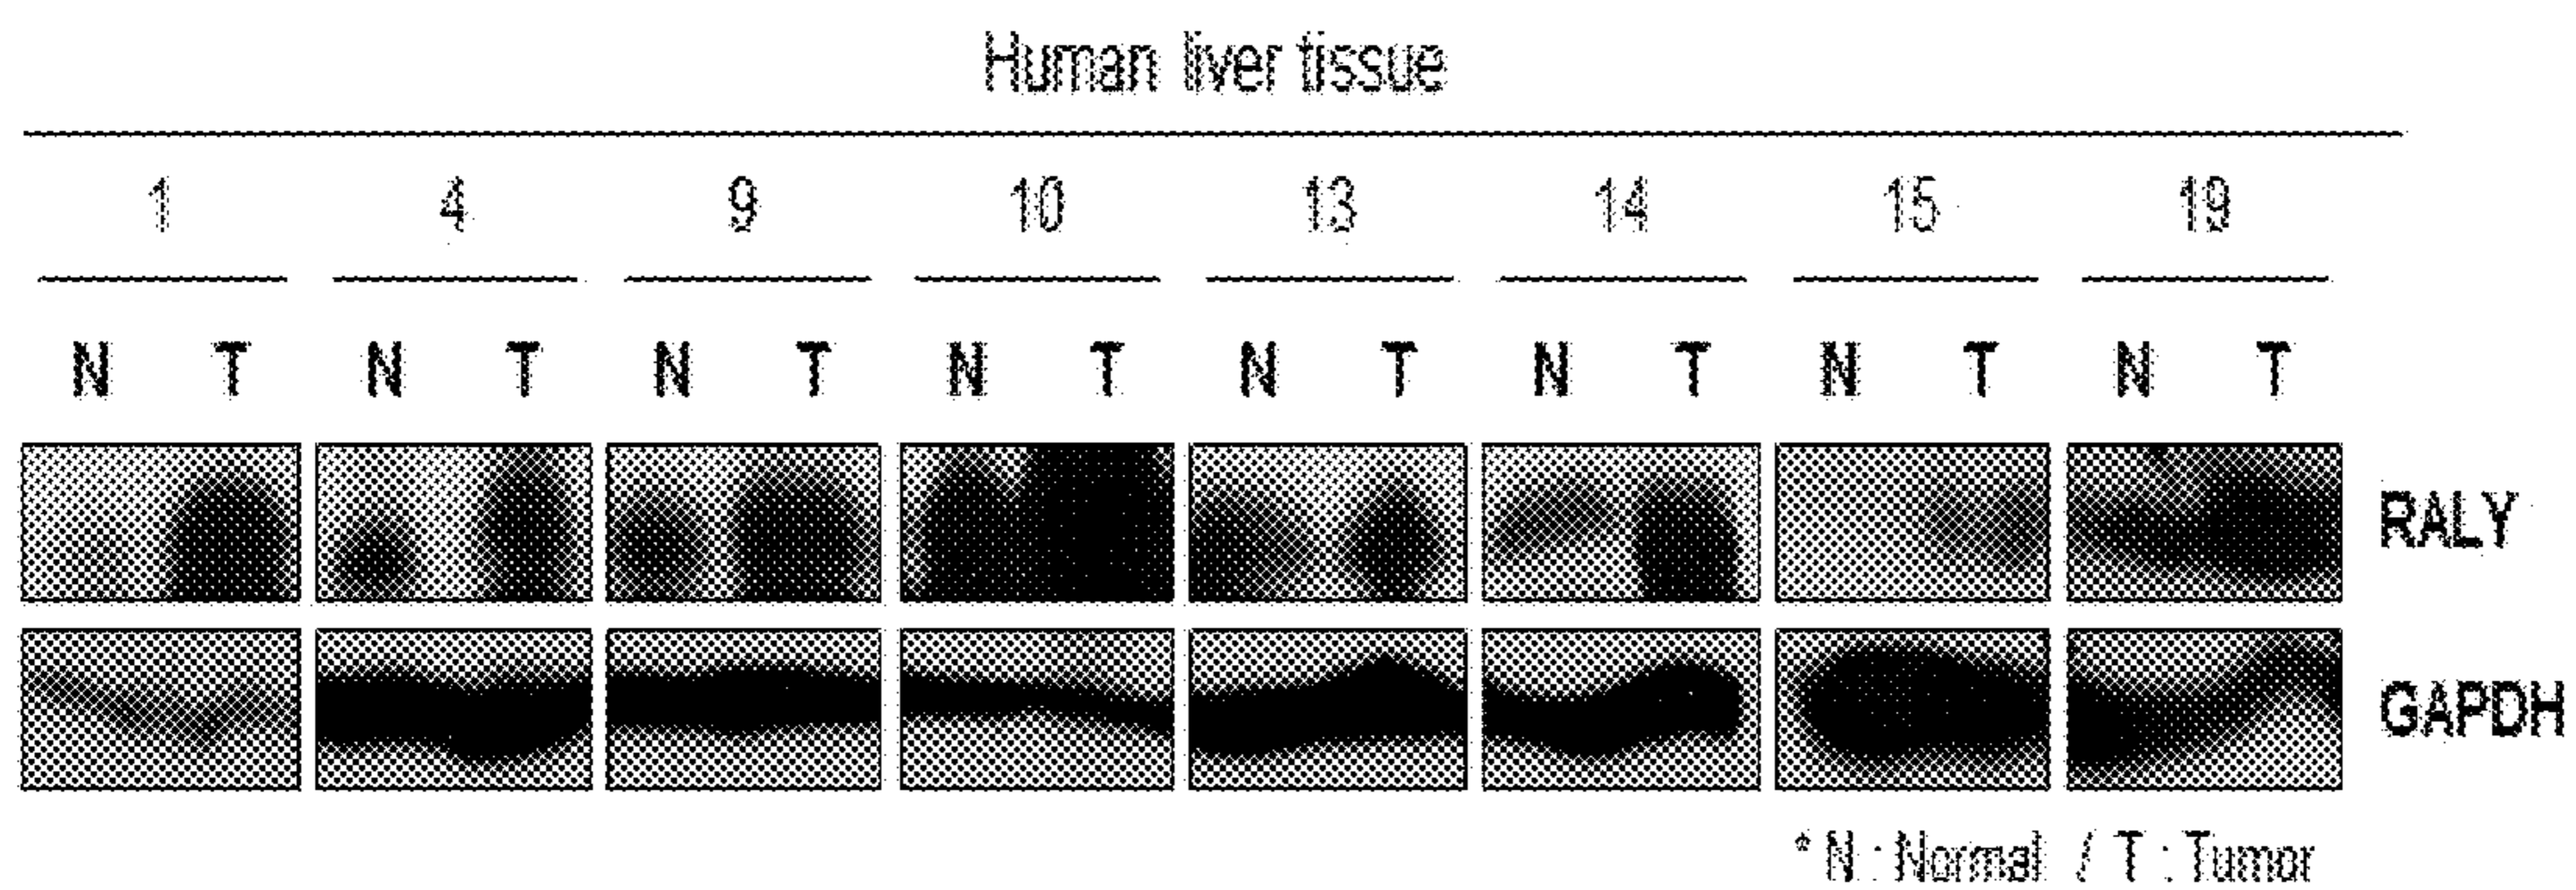 Human liver tissue
1 4 9 10 13 14 15 19
N T N T N T N T N T N T N T N T
RALY
GAPDH
* N : Normal / T : Tumor